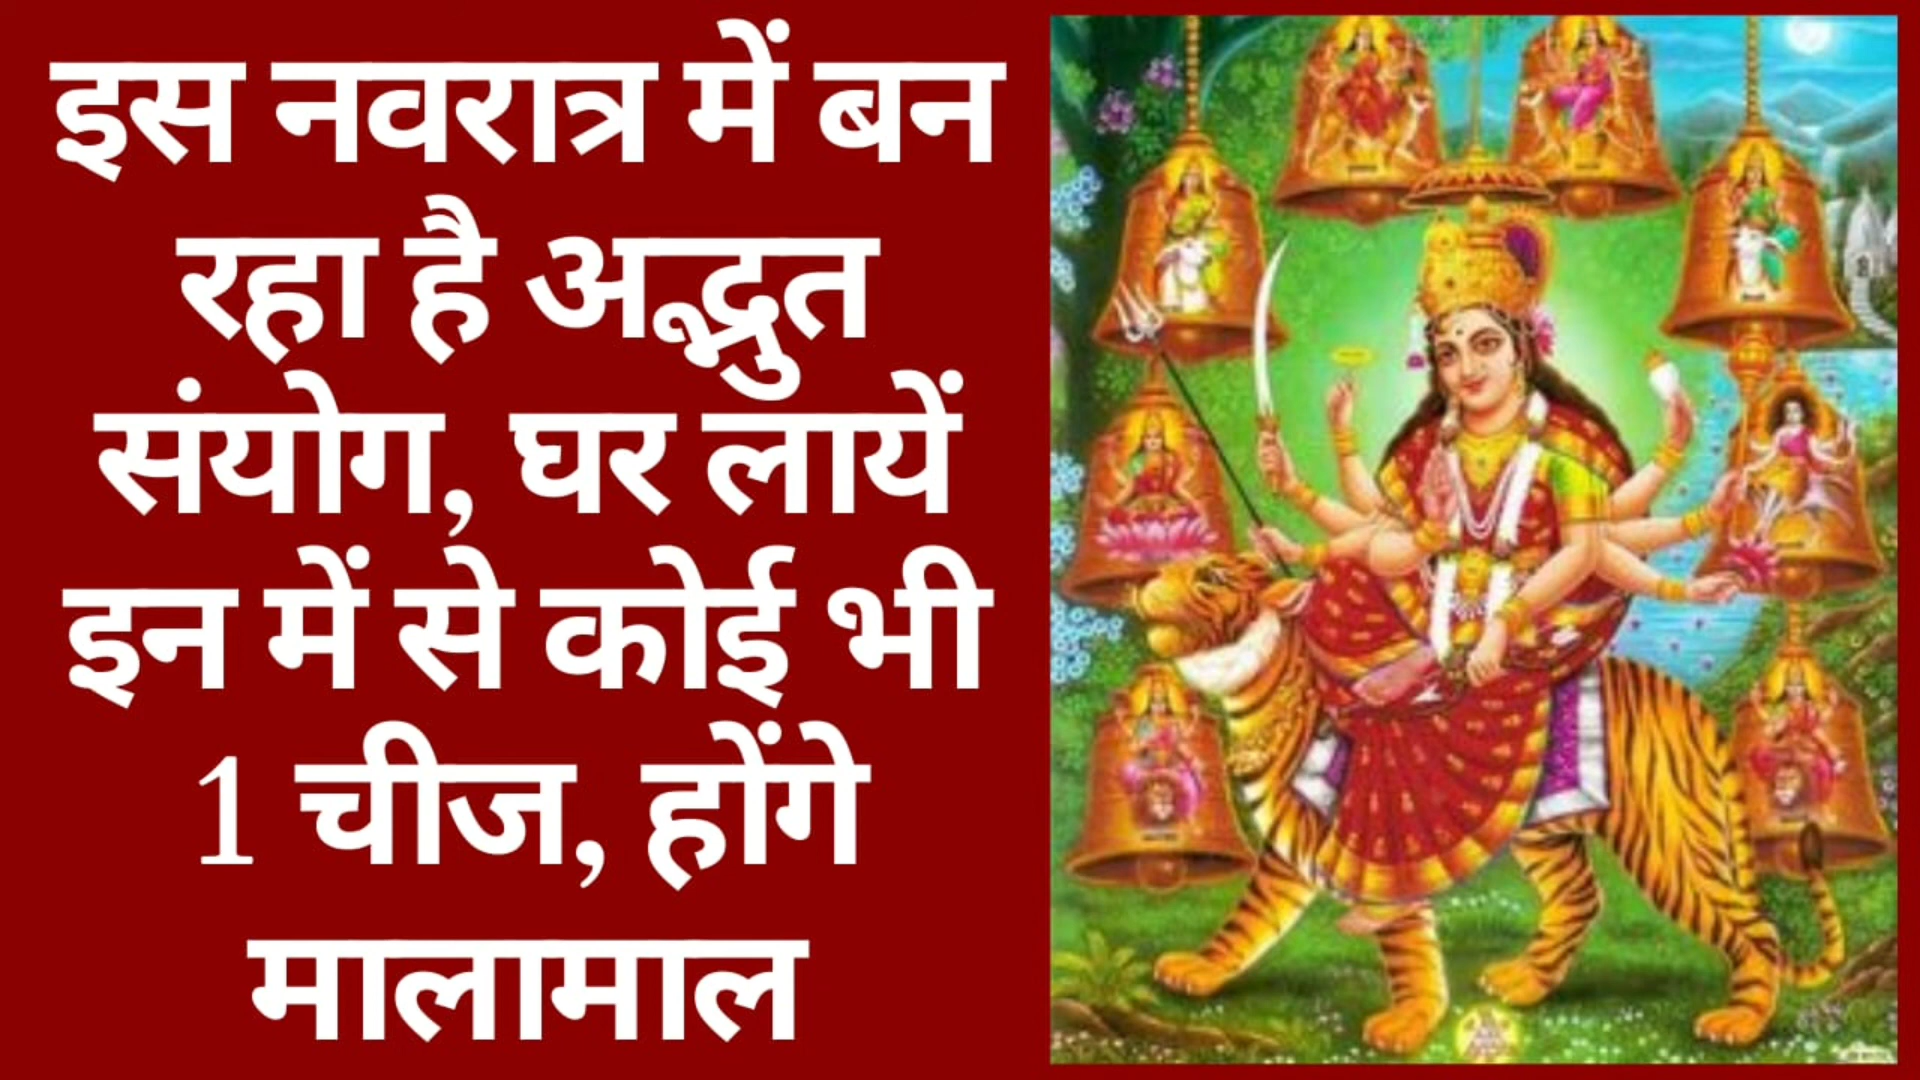 इस नवरात्र में बन
रहा है अद्भुत
संयोग, घर लायें
इन में से कोई भी
1 चीज, होंगे
मालामाल